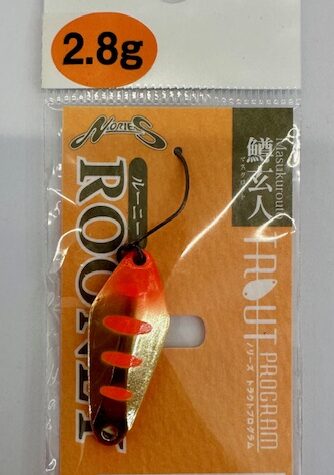 2.8g
NORIES
ルーニー
ROONEY
Masukurouto
鱒玄人
TROUT PROGRAM
トラウトプログラム
シリーズ